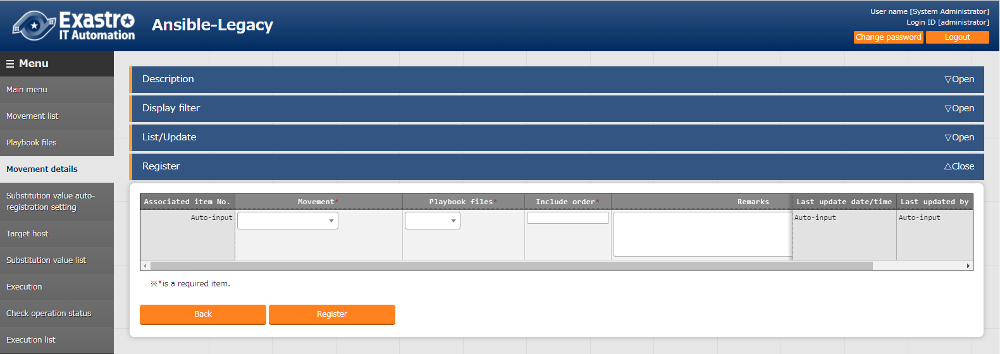 Exastro
IT Automation
Ansible-Legacy
User name [System Administrator]
Login ID [administrator]
Change password
Logout
☰ Menu
Main menu
Movement list
Playbook files
Movement details
Substitution value auto-
registration setting
Target host
Substitution value list
Execution
Check operation status
Execution list
Description ▽Open
Display filter ▽Open
List/Update ▽Open
Register △Close
Associated item No. Movement* Playbook files* Include order* Remarks Last update date/time Last updated by
Auto-input Auto-input Auto-input
※*is a required item.
Back Register